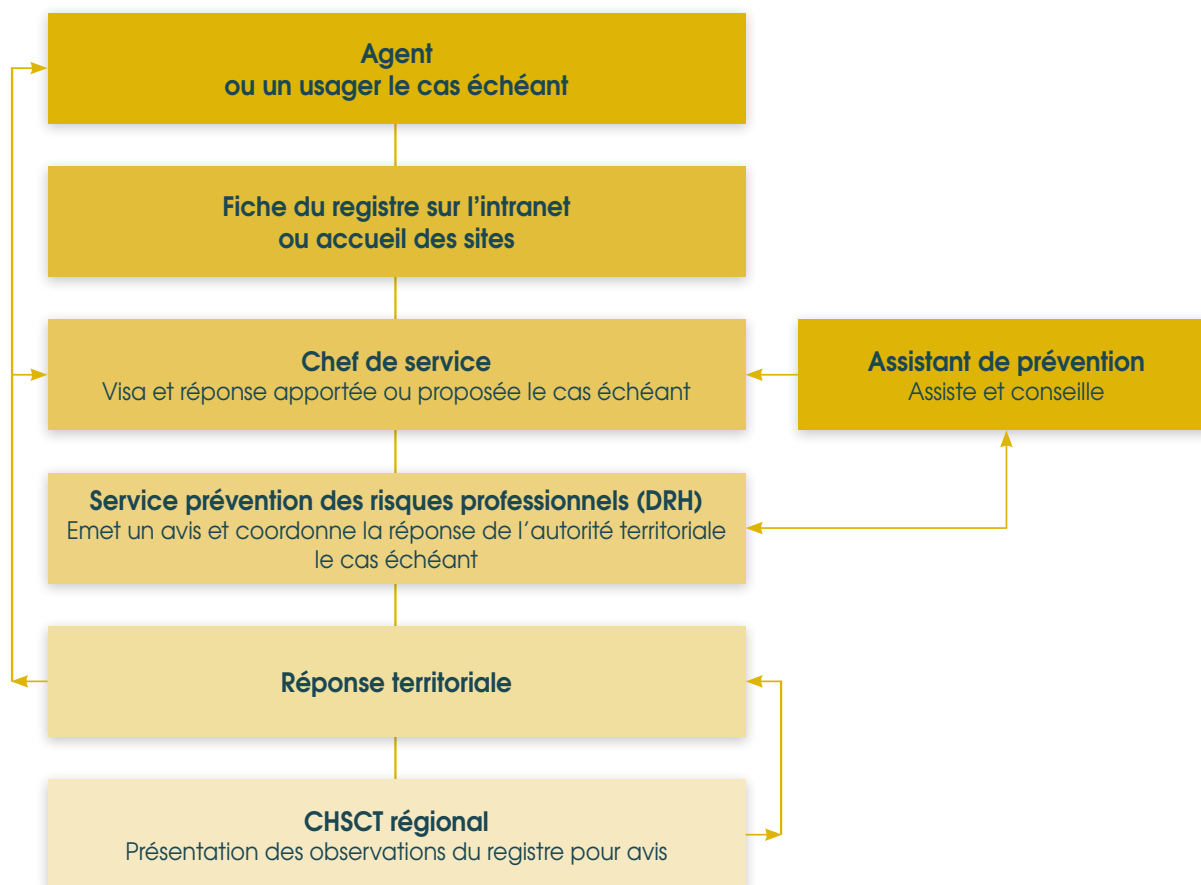 Agent
ou un usager le cas échéant
Fiche du registre sur l'intranet
ou accueil des sites
Chef de service
Visa et réponse apportée ou proposée le cas échéant
Assistant de prévention
Assiste et conseille
Service prévention des risques professionnels (DRH)
Emet un avis et coordonne la réponse de l'autorité territoriale
le cas échéant
Réponse territoriale
CHSCT régional
Présentation des observations du registre pour avis